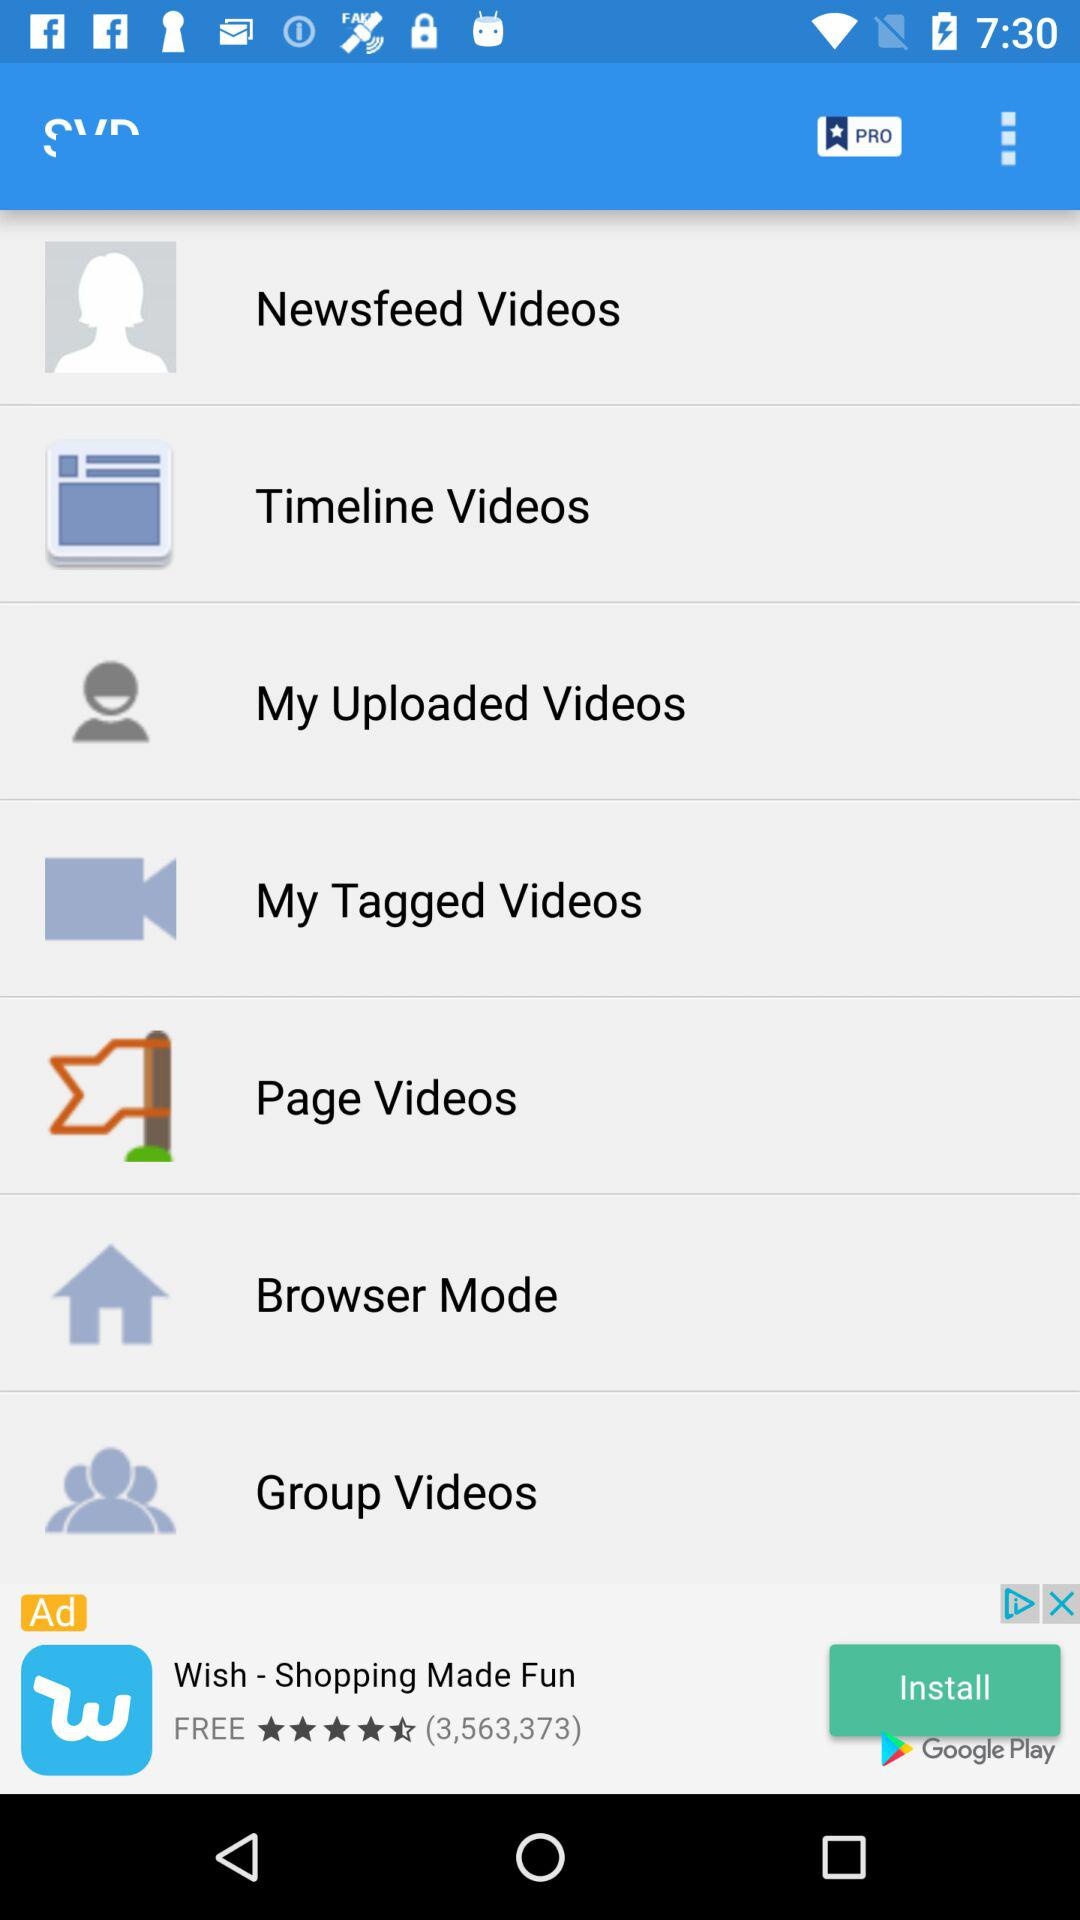 FAKE
7:30
PRO
Newsfeed Videos
Timeline Videos
My Uploaded Videos
My Tagged Videos
Page Videos
Browser Mode
Group Videos
Ad
Wish - Shopping Made Fun
Install
FREE (3,563,373)
Google Play